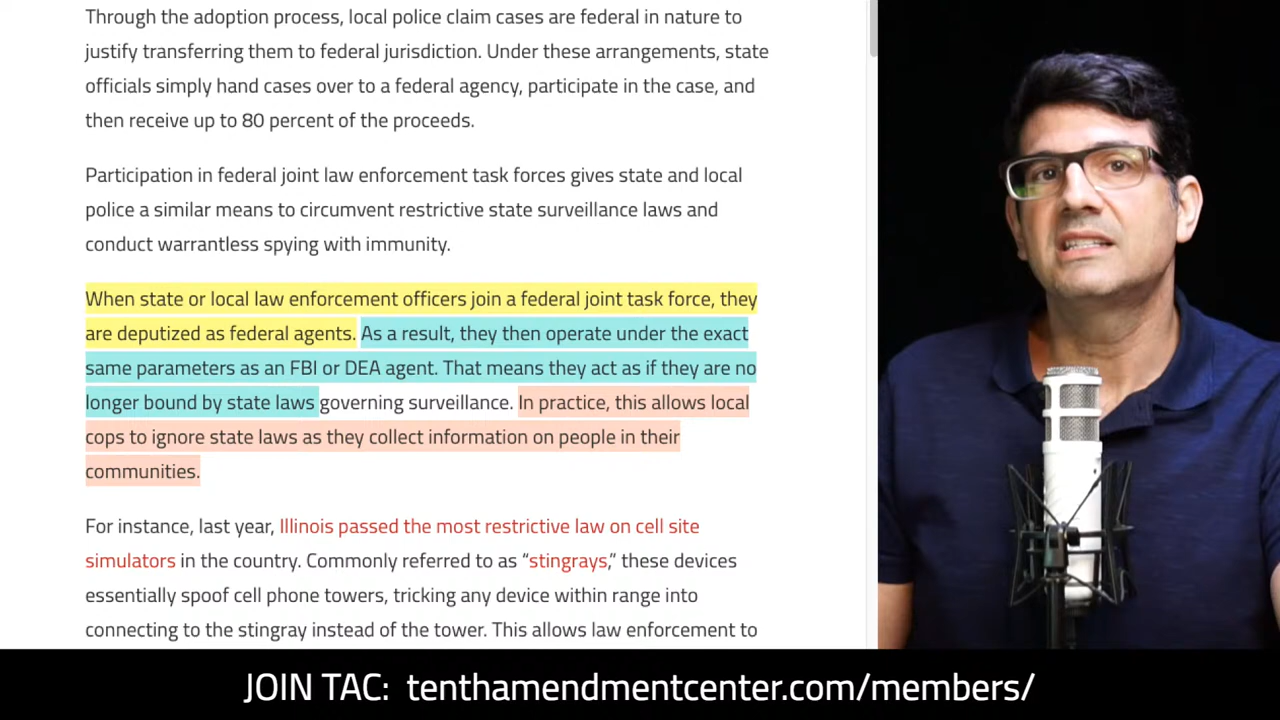 Through the adoption process, local police claim cases are federal in nature to
justify transferring them to federal jurisdiction. Under these arrangements, state
officials simply hand cases over to a federal agency, participate in the case, and
then receive up to 80 percent of the proceeds.
Participation in federal joint law enforcement task forces gives state and local
police a similar means to circumvent restrictive state surveillance laws and
conduct warrantless spying with immunity.
When state or local law enforcement officers join a federal joint task force, they
are deputized as federal agents. As a result, they then operate under the exact
same parameters as an FBI or DEA agent. That means they act as if they are no
longer bound by state laws governing surveillance. In practice, this allows local
cops to ignore state laws as they collect information on people in their
communities.
For instance, last year, Illinois passed the most restrictive law on cell site
simulators in the country. Commonly referred to as “stingrays,” these devices
essentially spoof cell phone towers, tricking any device within range into
connecting to the stingray instead of the tower. This allows law enforcement to
JOIN TAC: tenthamendmentcenter.com/members/